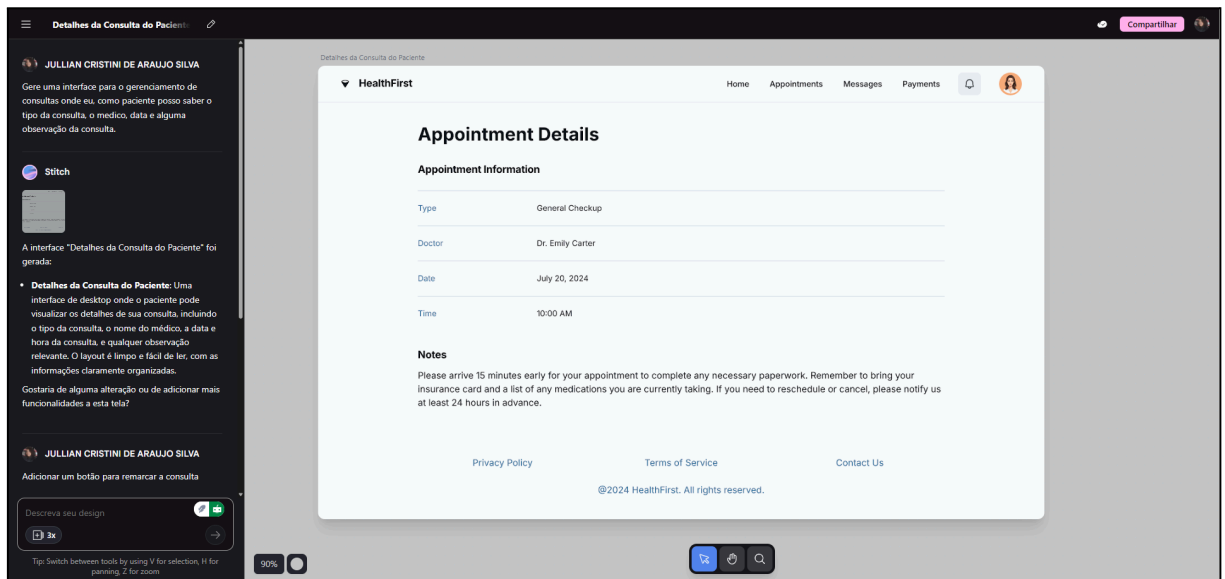 Detalhes da Consulta do Paciente
Compartilhar
JULLIAN CRISTINI DE ARAUJO SILVA
Gere uma interface para o gerenciamento de
consultas onde eu, como paciente posso saber o
tipo da consulta, o medico, data e alguma
observação da consulta.
Stitch
A interface "Detalhes da Consulta do Paciente" foi
gerada:
• Detalhes da Consulta do Paciente: Uma
interface de desktop onde o paciente pode
visualizar os detalhes de sua consulta, incluindo
o tipo da consulta, o nome do médico, a data e
hora da consulta, e qualquer observação
relevante. O layout é limpo e fácil de ler, com as
informações claramente organizadas.
Gostaria de alguma alteração ou de adicionar mais
funcionalidades a esta tela?
JULLIAN CRISTINI DE ARAUJO SILVA
Adicionar um botão para remarcar a consulta
Descreva seu design
3x
Tip: Switch between tools by using V for selection, H for
panning, Z for zoom
Detalhes da Consulta do Paciente
HealthFirst
Home Appointments Messages Payments
Appointment Details
Appointment Information
Type General Checkup
Doctor Dr. Emily Carter
Date July 20, 2024
Time 10:00 AM
Notes
Please arrive 15 minutes early for your appointment to complete any necessary paperwork. Remember to bring your
insurance card and a list of any medications you are currently taking. If you need to reschedule or cancel, please notify us
at least 24 hours in advance.
Privacy Policy Terms of Service Contact Us
@2024 HealthFirst. All rights reserved.
90%